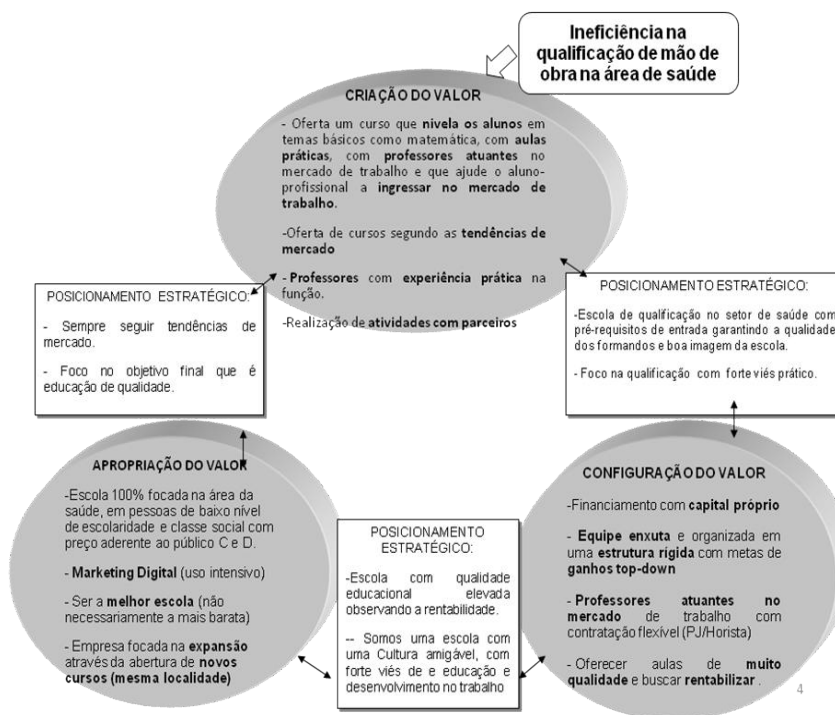 Ineficiência na
qualificação de mão de
obra na área de saúde
CRIAÇÃO DO VALOR
- Oferta um curso que nivela os alunos em
temas básicos como matemática, com aulas
práticas, com professores atuantes no
mercado de trabalho e que ajude o aluno-
profissional a ingressar no mercado de
trabalho.
-Oferta de cursos segundo as tendências de
mercado
- Professores com experiência prática na
função.
-Realização de atividades com parceiros
POSICIONAMENTO ESTRATÉGICO:
- Sempre seguir tendências de
mercado.
- Foco no objetivo final que é
educação de qualidade.
POSICIONAMENTO ESTRATÉGICO:
-Escola de qualificação no setor de saúde com
pré-requisitos de entrada garantindo a qualidade
dos formandos e boa imagem da escola.
- Foco na qualificação com forte viés prático.
APROPRIAÇÃO DO VALOR
-Escola 100% focada na área da
saúde, em pessoas de baixo nível
de escolaridade e classe social com
preço aderente ao público C e D.
- Marketing Digital (uso intensivo)
- Ser a melhor escola (não
necessariamente a mais barata)
- Empresa focada na expansão
através da abertura de novos
cursos (mesma localidade)
POSICIONAMENTO
ESTRATÉGICO:
-Escola com qualidade
educacional elevada
observando a rentabilidade.
-- Somos uma escola com
uma Cultura amigável, com
forte viés de e educação e
desenvolvimento no trabalho
CONFIGURAÇÃO DO VALOR
-Financiamento com capital próprio
- Equipe enxuta e organizada em
uma estrutura rígida com metas de
ganhos top-down
- Professores atuantes no
mercado de trabalho com
contratação flexível (PJ/Horista)
- Oferecer aulas de muito
qualidade e buscar rentabilizar .
4